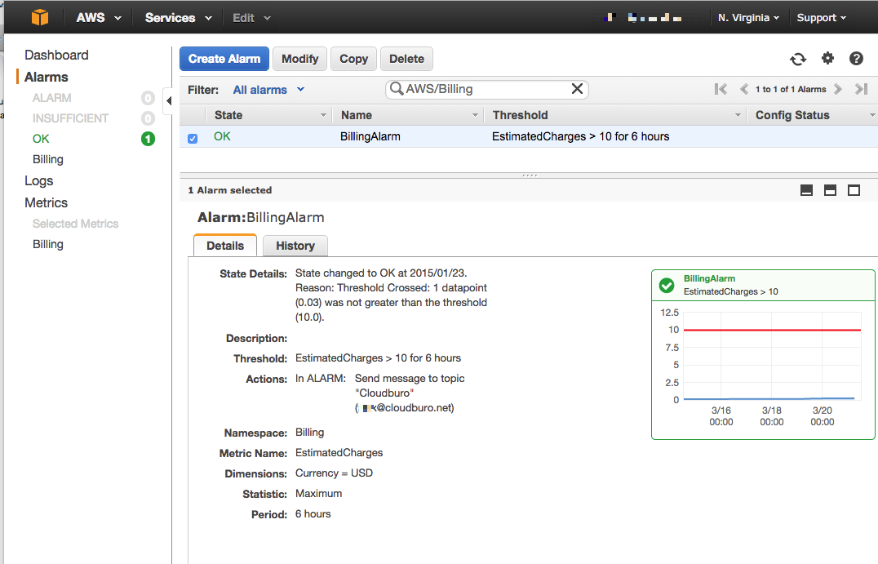 AWS Services Edit N. Virginia Support
Dashboard
Alarms
ALARM 0
INSUFFICIENT 0
OK 1
Billing
Logs
Metrics
Selected Metrics
Billing
Create Alarm Modify Copy Delete
Filter: All alarms AWS/Billing 1 to 1 of 1 Alarms
State Name Threshold Config Status
OK BillingAlarm EstimatedCharges > 10 for 6 hours
1 Alarm selected
Alarm:BillingAlarm
Details History
State Details: State changed to OK at 2015/01/23.
Reason: Threshold Crossed: 1 datapoint
(0.03) was not greater than the threshold
(10.0).
Description:
Threshold: EstimatedCharges > 10 for 6 hours
Actions: In ALARM: Send message to topic
"Cloudburo"
@cloudburo.net)
Namespace: Billing
Metric Name: EstimatedCharges
Dimensions: Currency = USD
Statistic: Maximum
Period: 6 hours
BillingAlarm
EstimatedCharges > 10
12.5
10
7.5
5
2.5
0
3/16 3/18 3/20
00:00 00:00 00:00